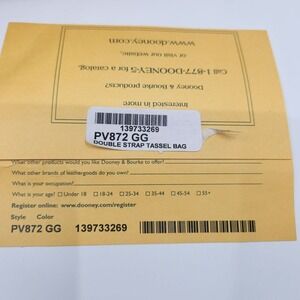 www.dooney.com
or visit our website,
Call 1-877-DOONEY-5 for a catalog,
Dooney & Bourke products?
Interested in more
139733269
PV872 GG
DOUBLE STRAP TASSEL BAG
What other products would you like Dooney & Bourke to offer?
What other brands of leathergoods do you own?
What is your occupation?
What is your age? □ Under 18 □ 18-24 □ 25-34 □ 35-44 □ 45-54 □ 55+
Register online: www.dooney.com/register
Style Color
PV872 GG 139733269